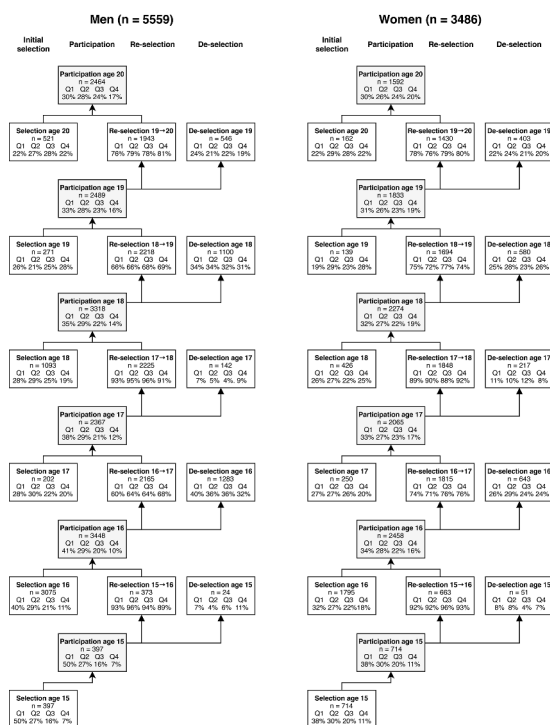 Men (n = 5559)
Women (n = 3486)
Initial selection
Participation
Re-selection
De-selection
Initial selection
Participation
Re-selection
De-selection
Participation age 20
n = 2464
Q1 Q2 Q3 Q4
30% 28% 24% 17%
Selection age 20
n = 521
Q1 Q2 Q3 Q4
22% 27% 28% 22%
Re-selection 19→20
n = 1943
Q1 Q2 Q3 Q4
76% 79% 78% 81%
De-selection age 19
n = 546
Q1 Q2 Q3 Q4
24% 21% 22% 19%
Participation age 19
n = 2489
Q1 Q2 Q3 Q4
33% 28% 23% 16%
Selection age 19
n = 271
Q1 Q2 Q3 Q4
26% 21% 25% 28%
Re-selection 18→19
n = 2218
Q1 Q2 Q3 Q4
66% 66% 68% 69%
De-selection age 18
n = 1100
Q1 Q2 Q3 Q4
34% 34% 32% 31%
Participation age 18
n = 3318
Q1 Q2 Q3 Q4
35% 29% 22% 14%
Selection age 18
n = 1093
Q1 Q2 Q3 Q4
28% 29% 25% 19%
Re-selection 17→18
n = 2225
Q1 Q2 Q3 Q4
93% 95% 96% 91%
De-selection age 17
n = 142
Q1 Q2 Q3 Q4
7% 5% 4% 9%
Participation age 17
n = 2367
Q1 Q2 Q3 Q4
38% 29% 21% 12%
Selection age 17
n = 202
Q1 Q2 Q3 Q4
28% 30% 22% 20%
Re-selection 16→17
n = 2165
Q1 Q2 Q3 Q4
60% 64% 64% 68%
De-selection age 16
n = 1283
Q1 Q2 Q3 Q4
40% 36% 36% 32%
Participation age 16
n = 3448
Q1 Q2 Q3 Q4
41% 29% 20% 10%
Selection age 16
n = 3075
Q1 Q2 Q3 Q4
40% 29% 21% 11%
Re-selection 15→16
n = 373
Q1 Q2 Q3 Q4
93% 96% 94% 89%
De-selection age 15
n = 24
Q1 Q2 Q3 Q4
7% 4% 6% 11%
Participation age 15
n = 397
Q1 Q2 Q3 Q4
50% 27% 16% 7%
Selection age 15
n = 397
Q1 Q2 Q3 Q4
50% 27% 16% 7%
Participation age 20
n = 1592
Q1 Q2 Q3 Q4
30% 26% 24% 20%
Selection age 20
n = 162
Q1 Q2 Q3 Q4
22% 29% 28% 22%
Re-selection 19→20
n = 1430
Q1 Q2 Q3 Q4
78% 76% 79% 80%
De-selection age 19
n = 403
Q1 Q2 Q3 Q4
22% 24% 21% 20%
Participation age 19
n = 1833
Q1 Q2 Q3 Q4
31% 26% 23% 19%
Selection age 19
n = 139
Q1 Q2 Q3 Q4
19% 29% 23% 28%
Re-selection 18→19
n = 1694
Q1 Q2 Q3 Q4
75% 72% 77% 74%
De-selection age 18
n = 580
Q1 Q2 Q3 Q4
25% 28% 23% 26%
Participation age 18
n = 2274
Q1 Q2 Q3 Q4
32% 27% 22% 19%
Selection age 18
n = 426
Q1 Q2 Q3 Q4
26% 27% 22% 25%
Re-selection 17→18
n = 1848
Q1 Q2 Q3 Q4
89% 90% 88% 92%
De-selection age 17
n = 217
Q1 Q2 Q3 Q4
11% 10% 12% 8%
Participation age 17
n = 2065
Q1 Q2 Q3 Q4
33% 27% 23% 17%
Selection age 17
n = 250
Q1 Q2 Q3 Q4
27% 27% 26% 20%
Re-selection 16→17
n = 1815
Q1 Q2 Q3 Q4
74% 71% 76% 76%
De-selection age 16
n = 643
Q1 Q2 Q3 Q4
26% 29% 24% 24%
Participation age 16
n = 2458
Q1 Q2 Q3 Q4
34% 28% 22% 16%
Selection age 16
n = 1795
Q1 Q2 Q3 Q4
32% 27% 22%18%
Re-selection 15→16
n = 663
Q1 Q2 Q3 Q4
92% 92% 96% 93%
De-selection age 15
n = 51
Q1 Q2 Q3 Q4
8% 8% 4% 7%
Participation age 15
n = 714
Q1 Q2 Q3 Q4
38% 30% 20% 11%
Selection age 15
n = 714
Q1 Q2 Q3 Q4
38% 30% 20% 11%